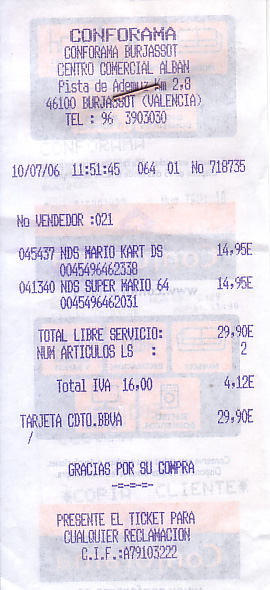 CONFORAMA
CONFORAMA BURJASSOT
CENTRO COMERCIAL ALBAN
Pista de Ademuz Km 2,8
46100 BURJASSOT (VALENCIA)
TEL : 96 3903030
10/07/06 11:51:45 064 01 No 718735
No VENDEDOR :021
045437 NDS MARIO KART DS 14,95E
0045496462338
041340 NDS SUPER MARIO 64 14,95E
0045496462031
TOTAL LIBRE SERVICIO: 29,90E
NUM ARTICULOS LS : 2
Total IVA 16,00 4,12E
TARJETA CDTO.BBVA 29,90E
/
GRACIAS POR SU COMPRA
-=-=-=-
*COPIA CLIENTE*
PRESENTE EL TICKET PARA
CUALQUIER RECLAMACION
C.I.F.:A79103222